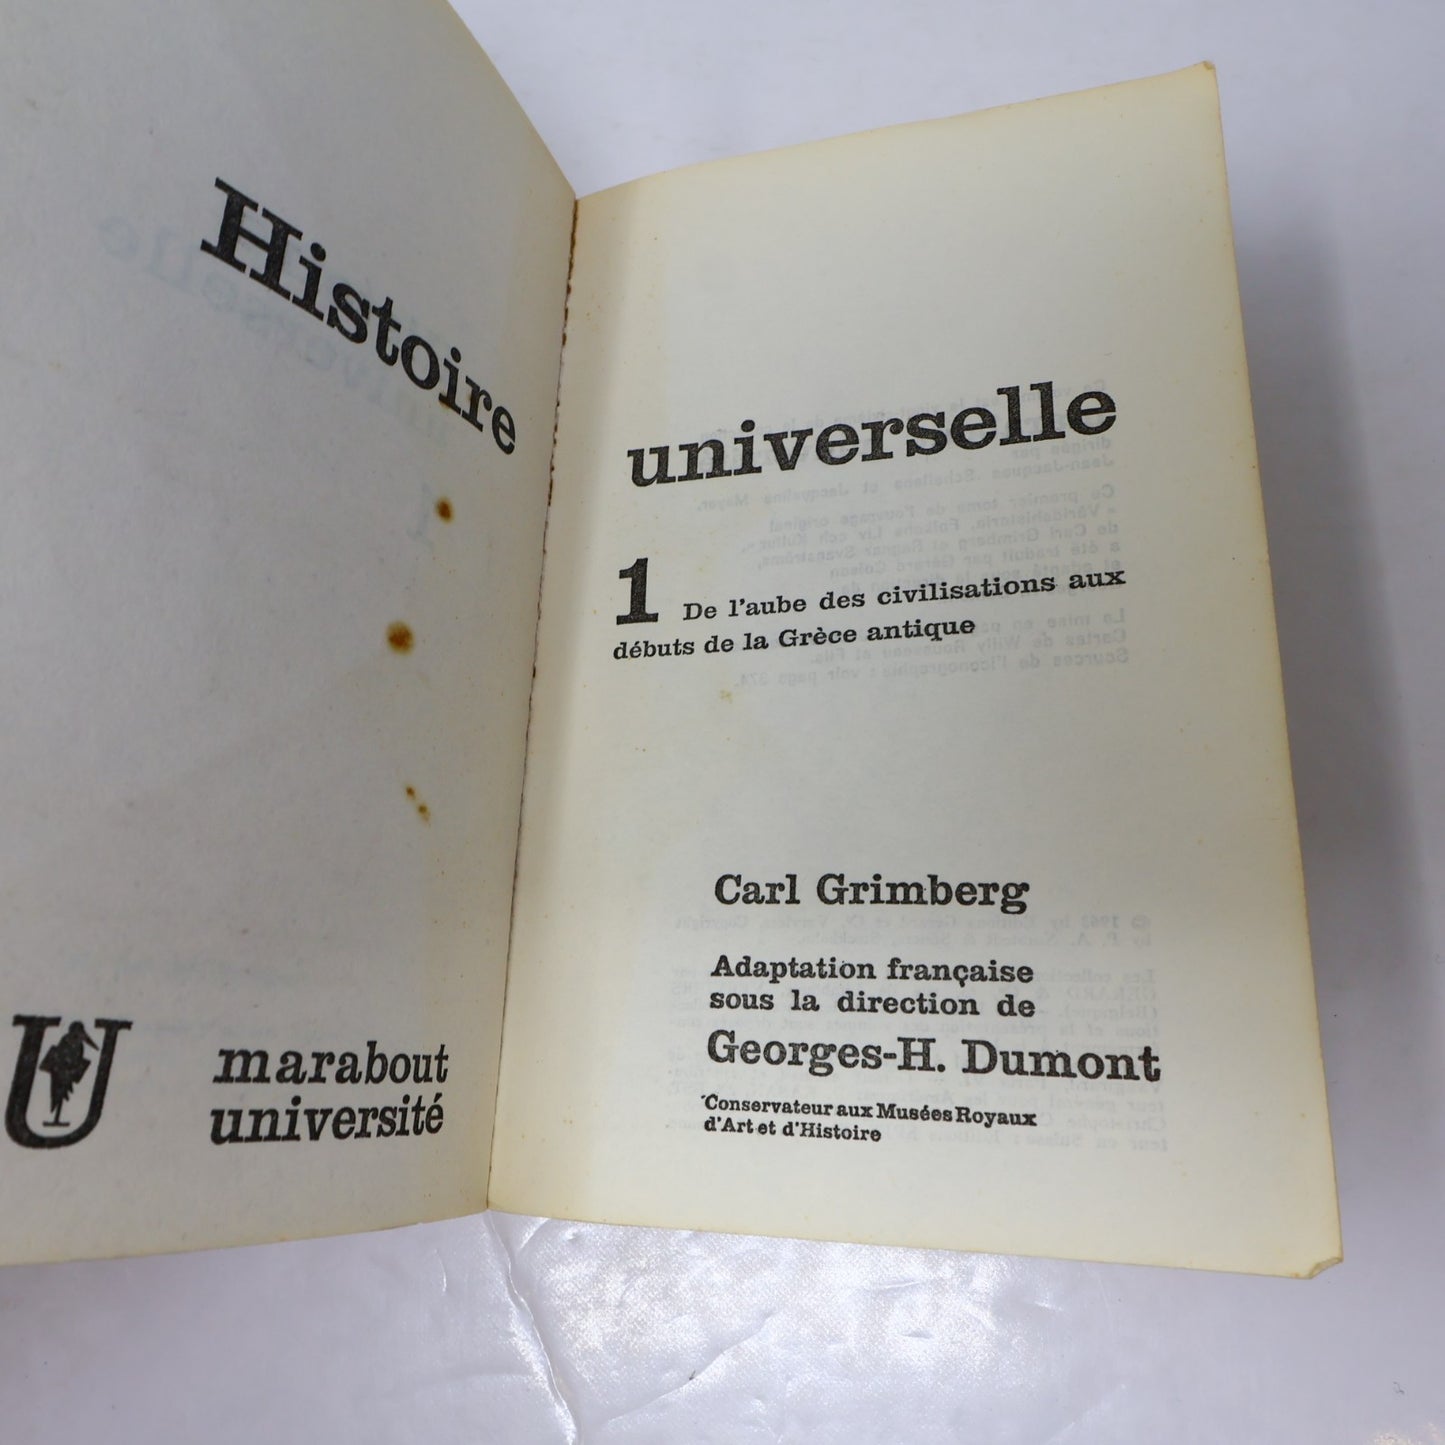 Histoire
universelle
1 De l'aube des civilisations aux
débuts de la Grèce antique
Carl Grimberg
Adaptation française
sous la direction de
Georges-H. Dumont
Conservateur aux Musées Royaux
d'Art et d'Histoire
U
marabout
université